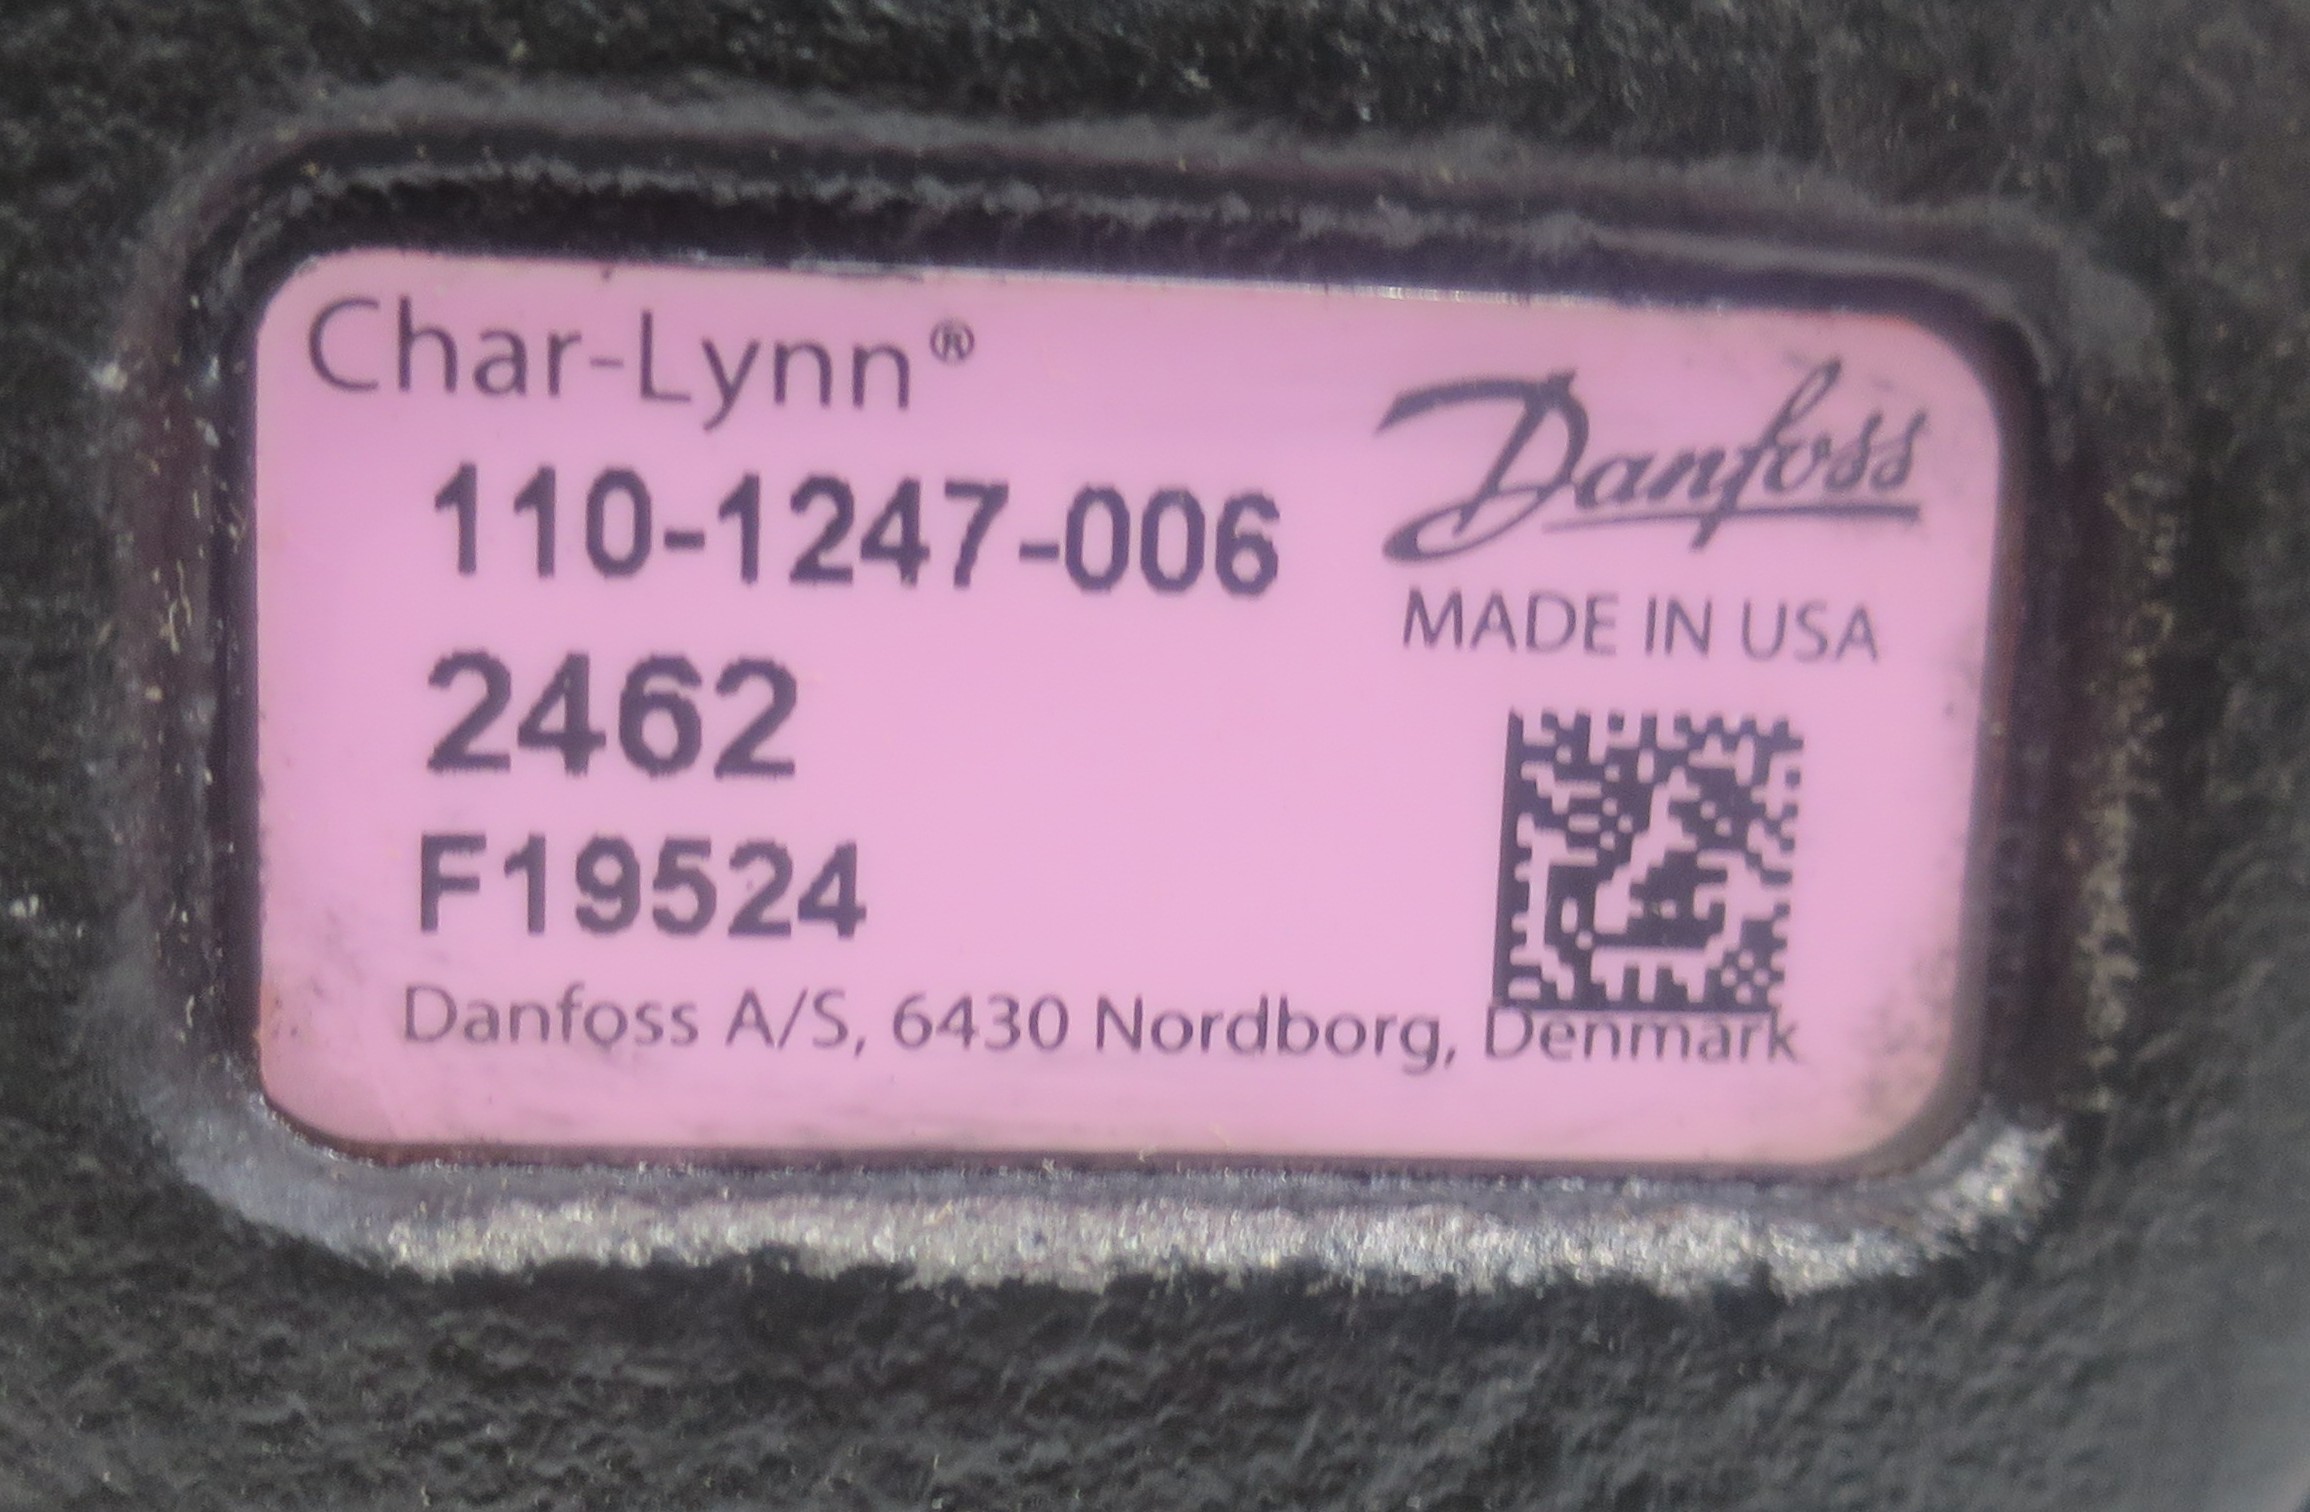 Char-Lynn®
110-1247-006
Danfoss
MADE IN USA
2462
F19524
Danfoss A/S, 6430 Nordborg, Denmark